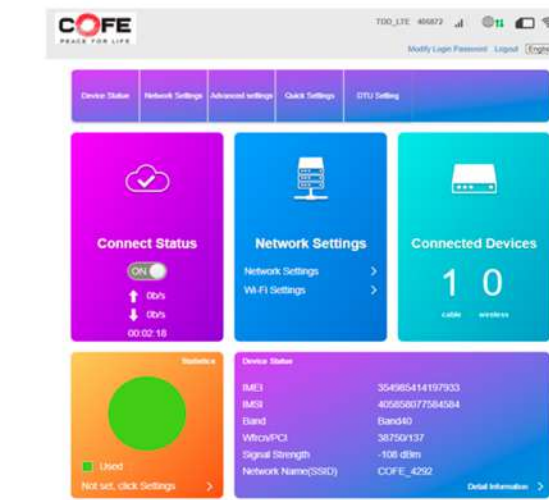 COFE
PEACE FOR LIFE
TDD_LTE 405872
Modify Login Password Logout
Device Status Network Settings Advanced settings Quick Settings DTU Setting
Connect Status
ON
0b/s
0b/s
00:02:18
Network Settings
Network Settings >
Wi-Fi Settings >
Connected Devices
1 0
cable wireless
Statistics
Used
Not set, click Settings >
Device Status
IMEI 354985414197933
IMSI 405858077584584
Band Band40
Wfrcn/PCI 38750/137
Signal Strength -108 dBm
Network Name(SSID) COFE_4292
Detail Information >